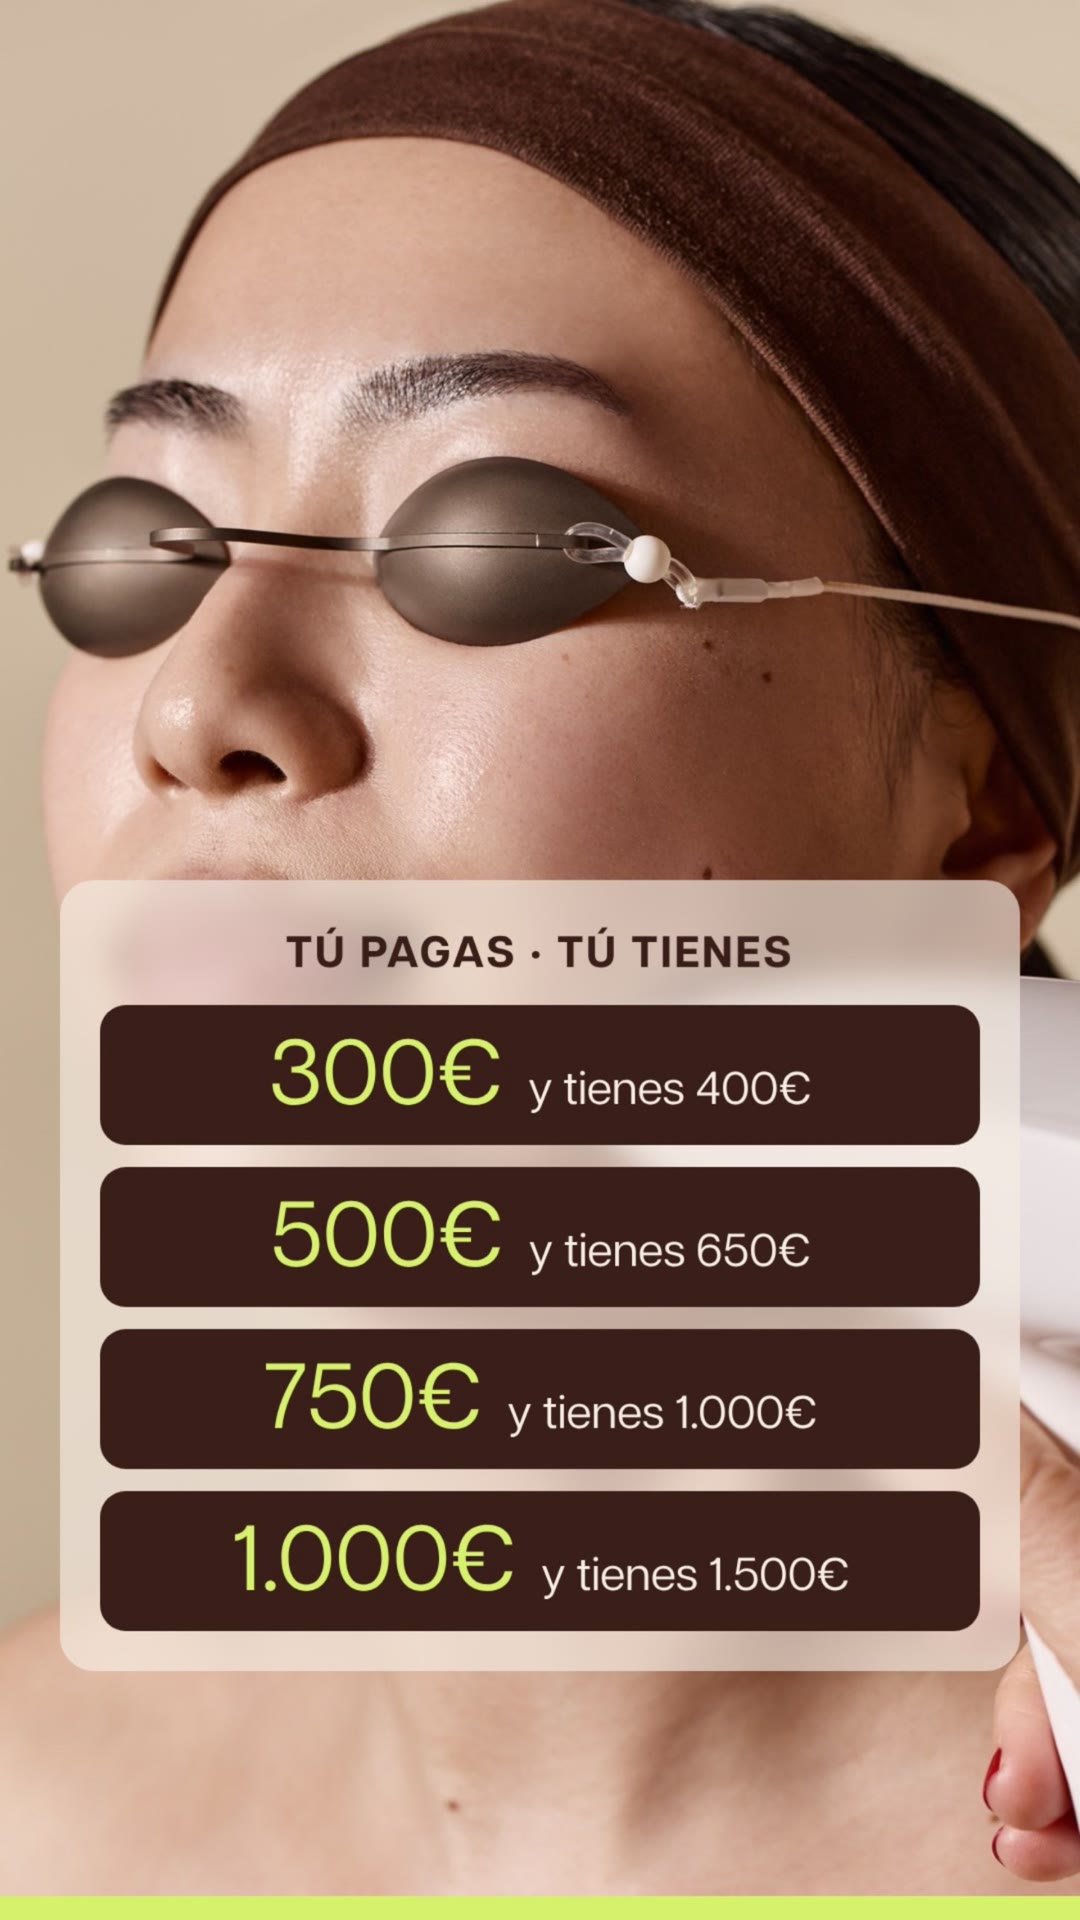 TÚ PAGAS · TÚ TIENES
300€ y tienes 400€
500€ y tienes 650€
750€ y tienes 1.000€
1.000€ y tienes 1.500€